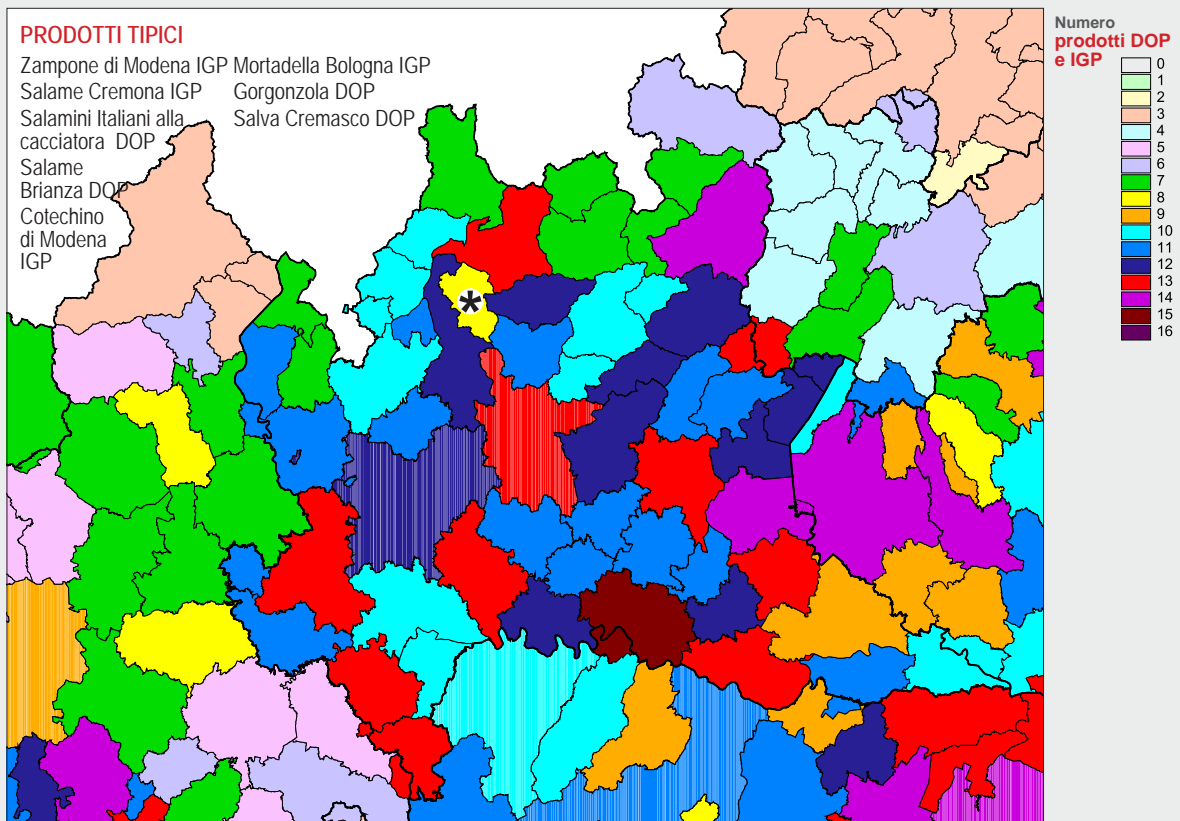 PRODOTTI TIPICI
Zampone di Modena IGP
Salame Cremona IGP
Salamini Italiani alla
cacciatora DOP
Salame
Brianza DOP
Cotechino
di Modena
IGP
Mortadella Bologna IGP
Gorgonzola DOP
Salva Cremasco DOP
*
Numero
prodotti DOP
e IGP
0
1
2
3
4
5
6
7
8
9
10
11
12
13
14
15
16